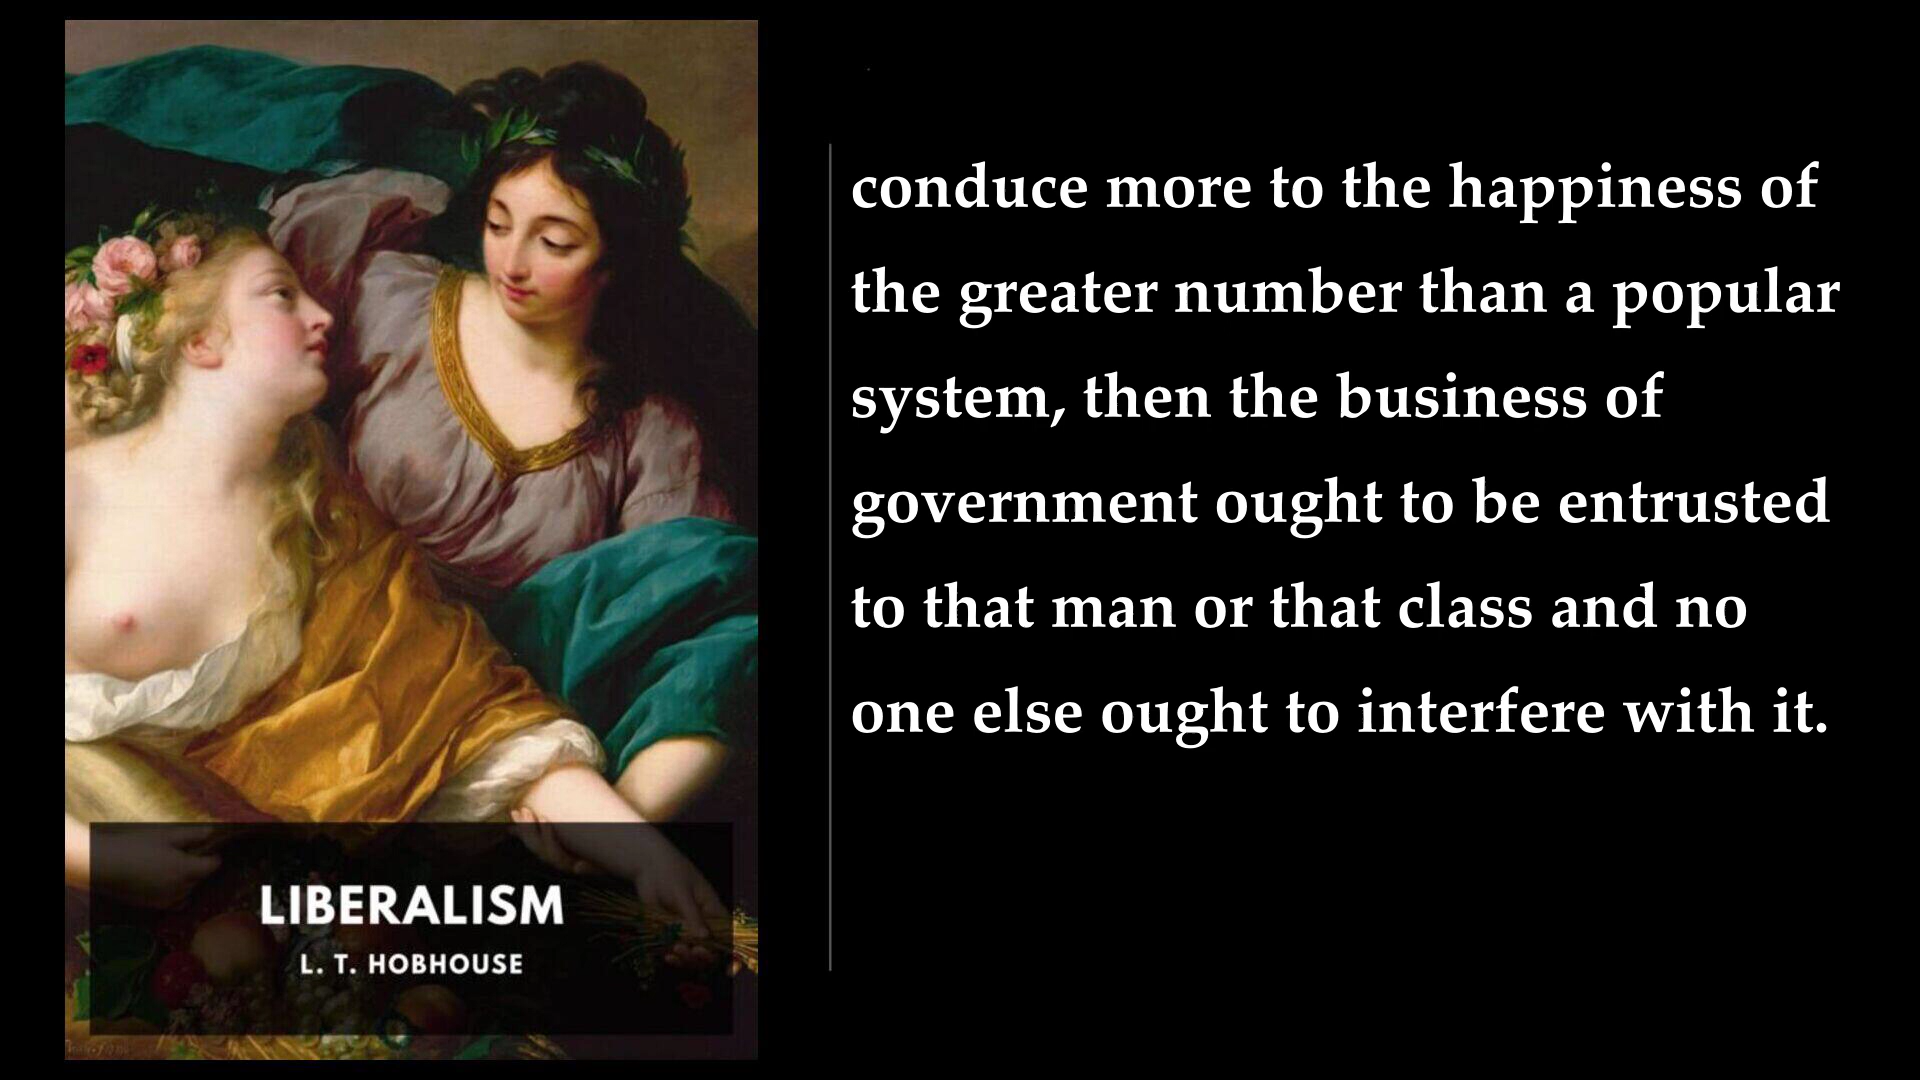 conduce more to the happiness of
the greater number than a popular
system, then the business of
government ought to be entrusted
to that man or that class and no
one else ought to interfere with it.
LIBERALISM
L. T. HOBHOUSE